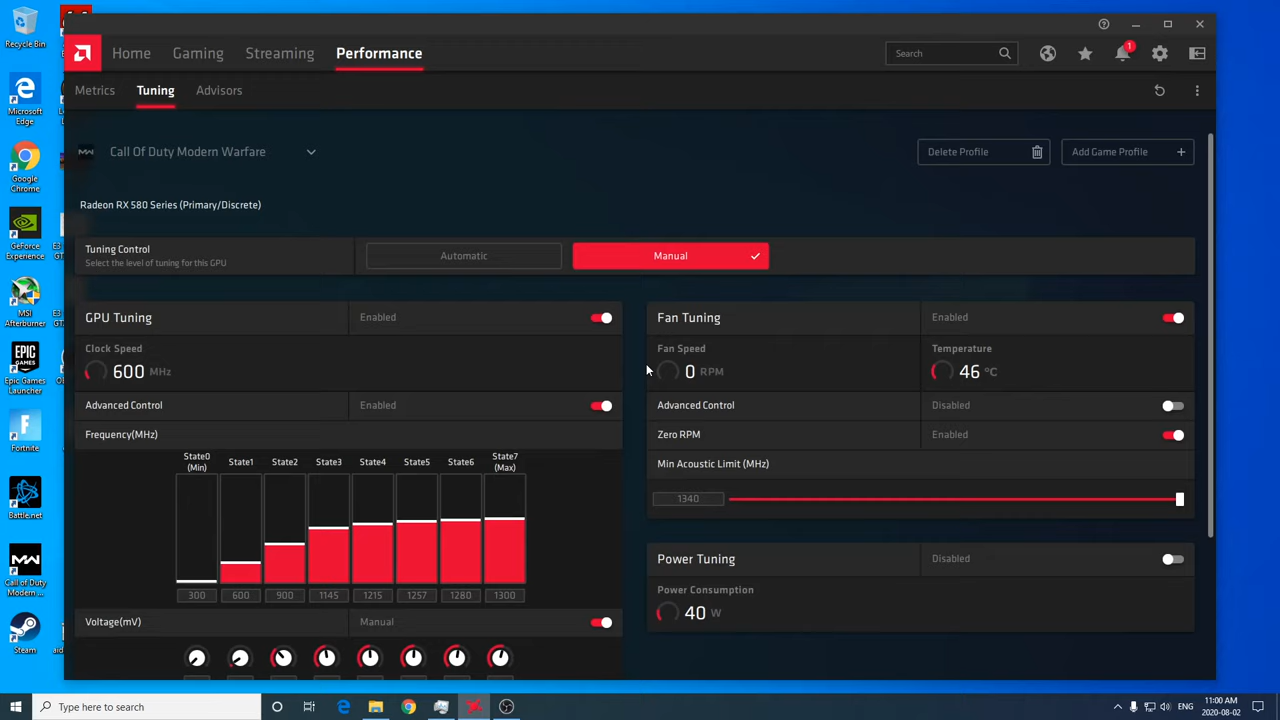 Recycle Bin
Microsoft
Edge
Google
Chrome
GeForce
Experience
MSI
Afterburner
Epic Games
Launcher
Fortnite
Battle.net
Call of Duty
Modern ...
Steam
Home
Gaming
Streaming
Performance
Search
1
Metrics
Tuning
Advisors
Call Of Duty Modern Warfare
Delete Profile
Add Game Profile
Radeon RX 580 Series (Primary/Discrete)
Tuning Control
Select the level of tuning for this GPU
Automatic
Manual
GPU Tuning
Enabled
Clock Speed
600 MHz
Advanced Control
Enabled
Frequency(MHz)
State0
(Min)
State1
State2
State3
State4
State5
State6
State7
(Max)
300
600
900
1145
1215
1257
1280
1300
Voltage(mV)
Manual
Fan Tuning
Enabled
Fan Speed
0 RPM
Temperature
46 °C
Advanced Control
Disabled
Zero RPM
Enabled
Min Acoustic Limit (MHz)
1340
Power Tuning
Disabled
Power Consumption
40 W
Type here to search
ENG
11:00 AM
2020-08-02